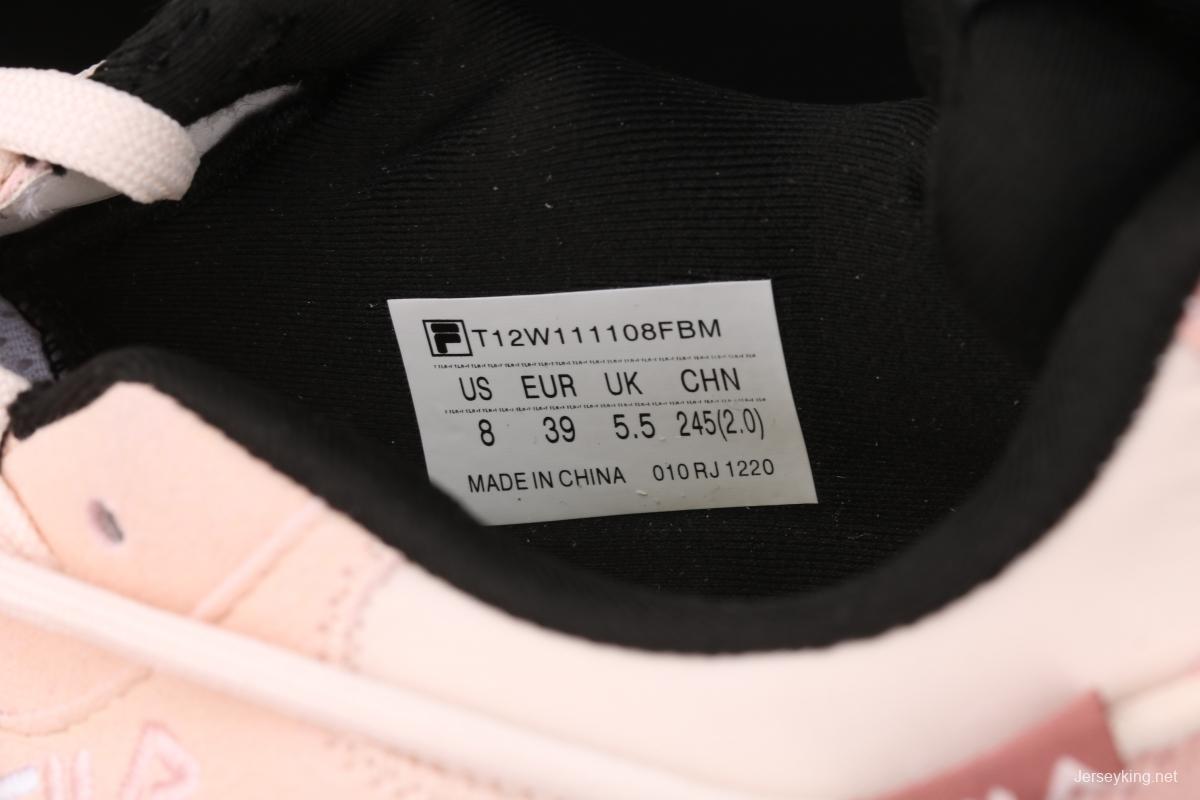 T12W111108FBM
US EUR UK CHN
8 39 5.5 245(2.0)
MADE IN CHINA 010 RJ 1220
Jerseyking.net